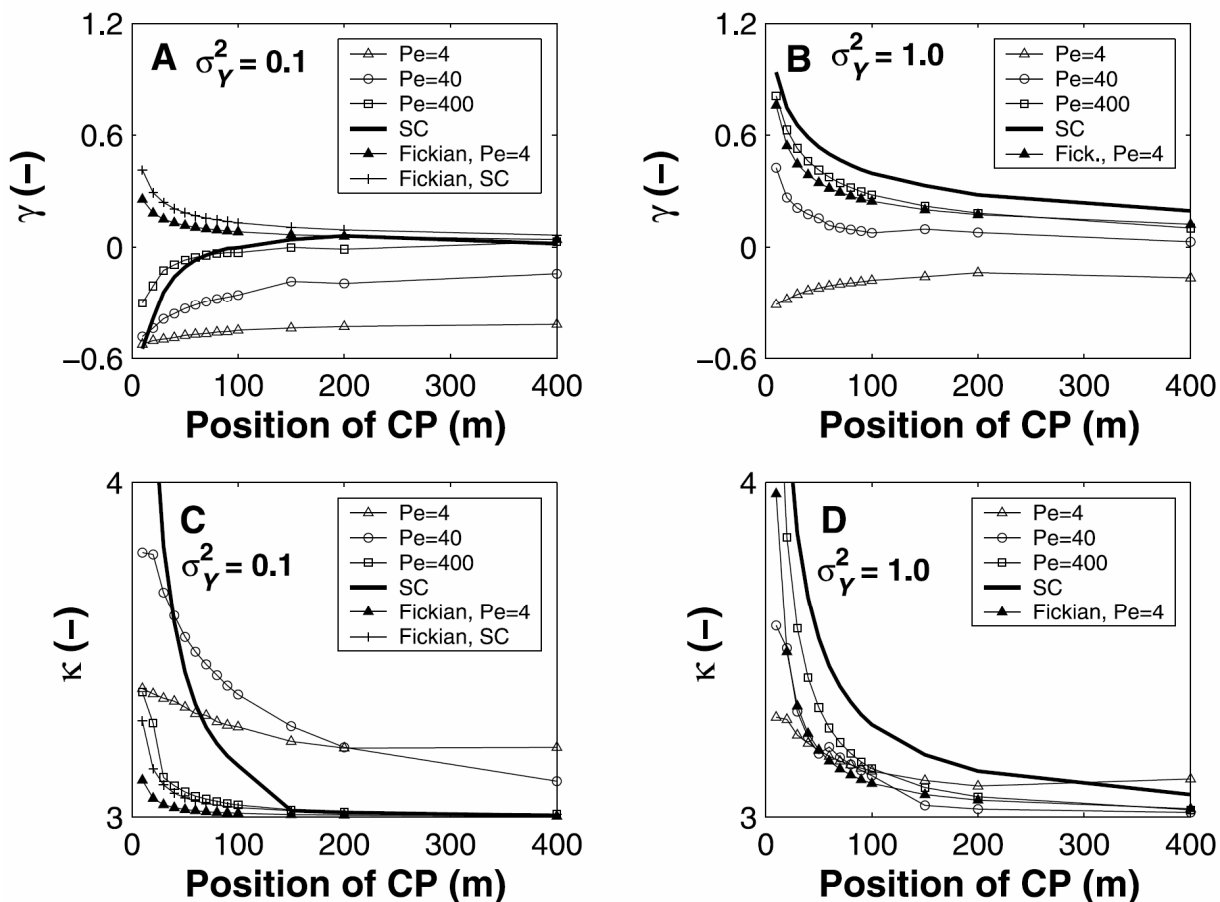 1.2
0.6
0
−0.6
γ (−)
A σ²_Y = 0.1
Pe=4
Pe=40
Pe=400
SC
Fickian, Pe=4
Fickian, SC
0 100 200 300 400
Position of CP (m)
1.2
0.6
0
−0.6
γ (−)
B σ²_Y = 1.0
Pe=4
Pe=40
Pe=400
SC
Fick., Pe=4
0 100 200 300 400
Position of CP (m)
4
3
κ (−)
C
σ²_Y = 0.1
Pe=4
Pe=40
Pe=400
SC
Fickian, Pe=4
Fickian, SC
0 100 200 300 400
Position of CP (m)
4
3
κ (−)
D
σ²_Y = 1.0
Pe=4
Pe=40
Pe=400
SC
Fickian, Pe=4
0 100 200 300 400
Position of CP (m)